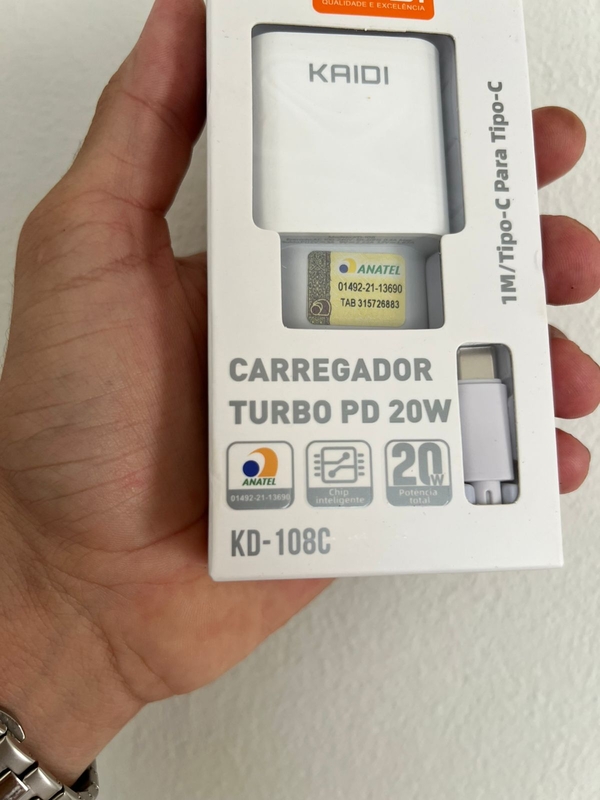 QUALIDADE E EXCELÊNCIA
KAIDI
1M/Tipo-C Para Tipo-C
ANATEL
01492-21-13690
TAB 315726883
CARREGADOR
TURBO PD 20W
ANATEL
01492-21-13690
Chip
inteligente
20W
Potência
total
KD-108C